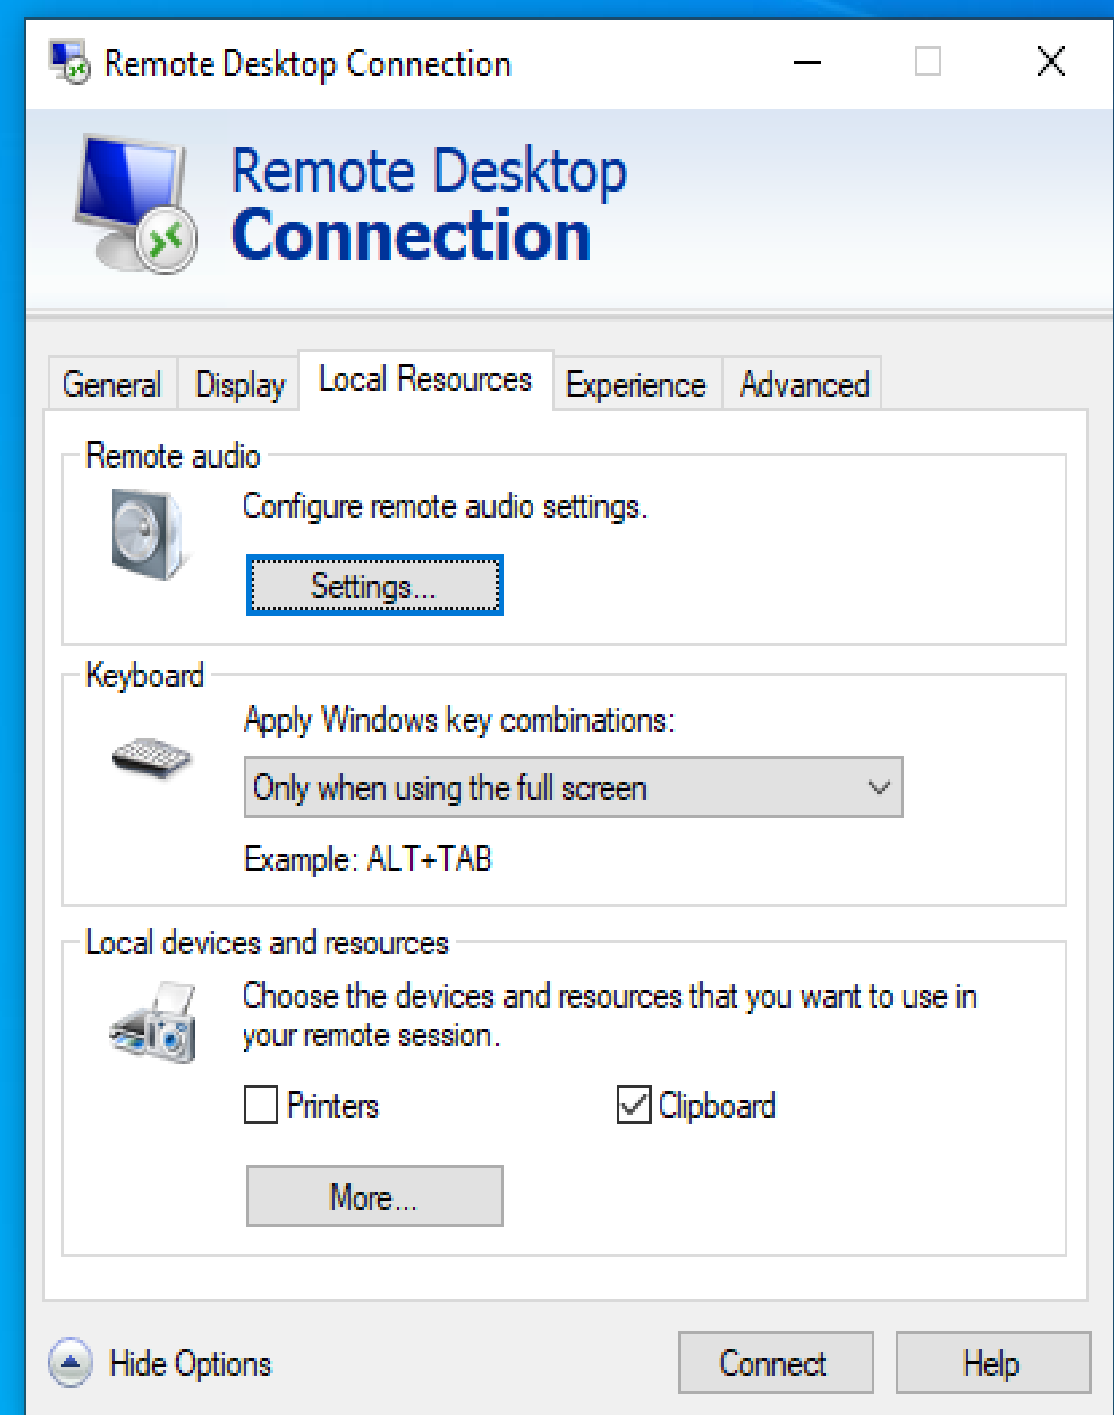 Remote Desktop Connection
Remote Desktop
Connection
General Display Local Resources Experience Advanced
Remote audio
Configure remote audio settings.
Settings...
Keyboard
Apply Windows key combinations:
Only when using the full screen
Example: ALT+TAB
Local devices and resources
Choose the devices and resources that you want to use in
your remote session.
Printers Clipboard
More...
Hide Options Connect Help